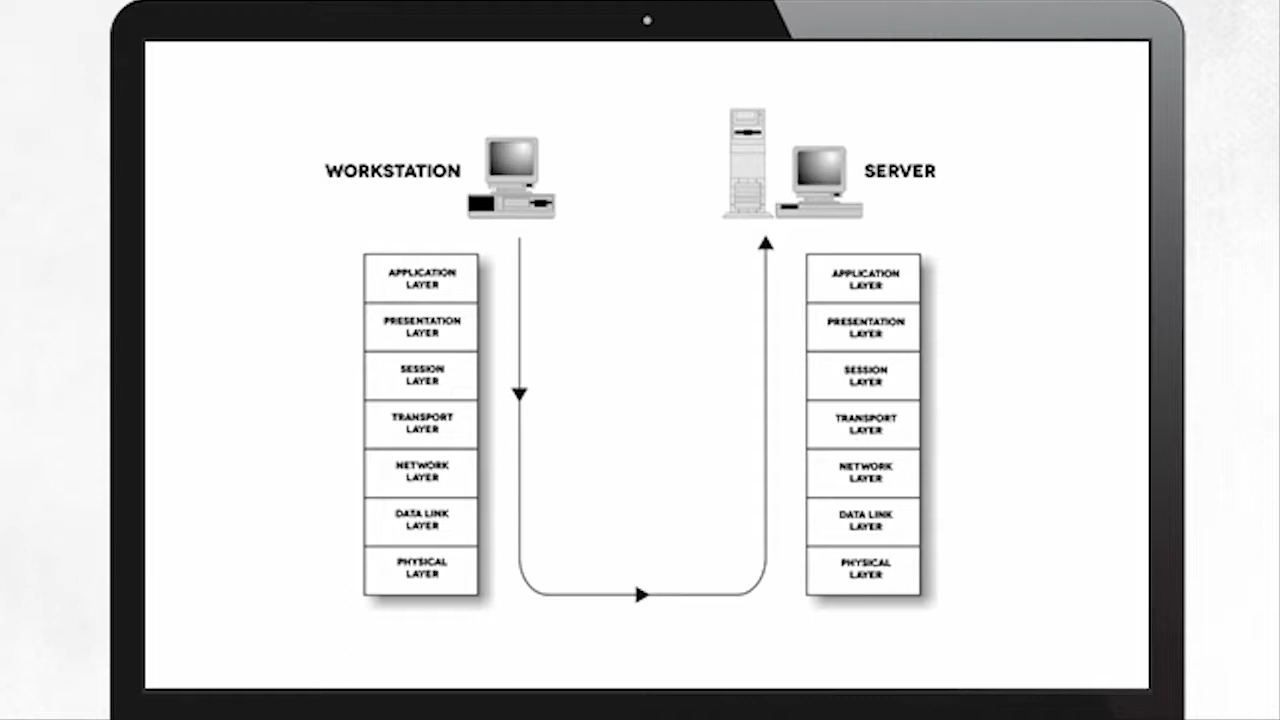 WORKSTATION
SERVER
APPLICATION
LAYER
PRESENTATION
LAYER
SESSION
LAYER
TRANSPORT
LAYER
NETWORK
LAYER
DATA LINK
LAYER
PHYSICAL
LAYER
APPLICATION
LAYER
PRESENTATION
LAYER
SESSION
LAYER
TRANSPORT
LAYER
NETWORK
LAYER
DATA LINK
LAYER
PHYSICAL
LAYER